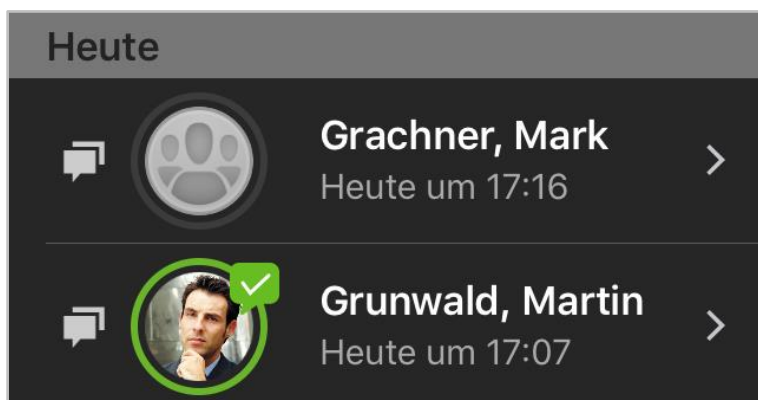 Heute
Grachner, Mark
Heute um 17:16
Grunwald, Martin
Heute um 17:07